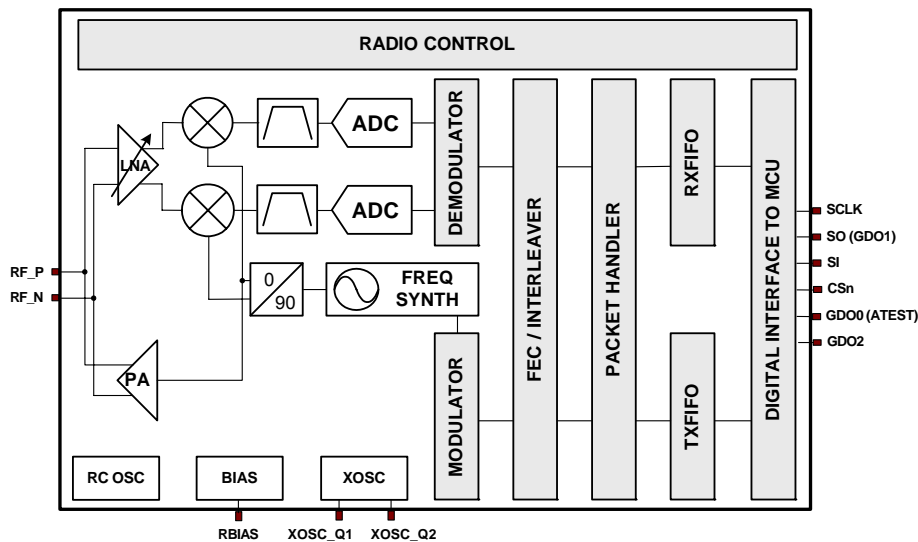 RADIO CONTROL
LNA
ADC
ADC
DEMODULATOR
FEC / INTERLEAVER
PACKET HANDLER
RXFIFO
DIGITAL INTERFACE TO MCU
SCLK
SO (GDO1)
SI
CSn
GDO0 (ATEST)
GDO2
RF_P
RF_N
0
90
FREQ
SYNTH
PA
MODULATOR
TXFIFO
RC OSC
BIAS
XOSC
RBIAS
XOSC_Q1
XOSC_Q2